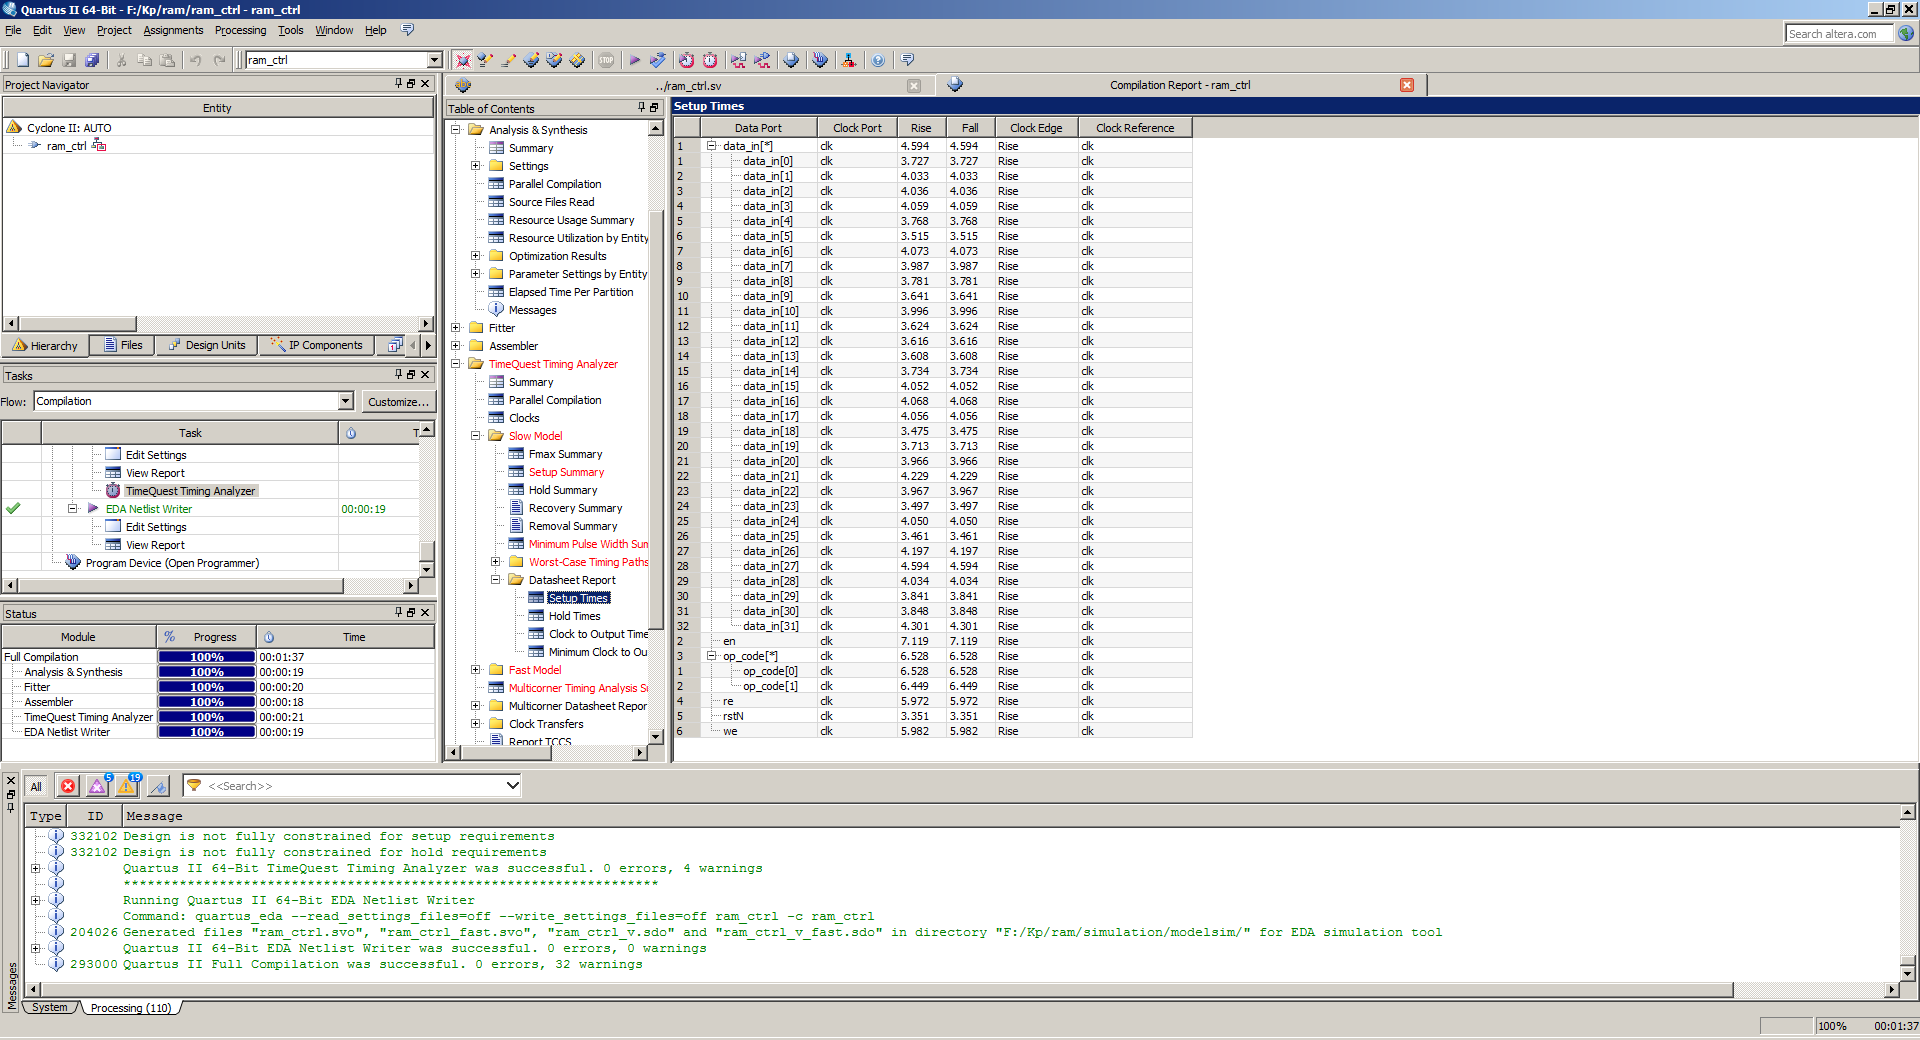 Quartus II 64-Bit - F:/Kp/ram/ram_ctrl - ram_ctrl
File Edit View Project Assignments Processing Tools Window Help
Search altera.com
ram_ctrl
STOP
Project Navigator
Entity
Cyclone II: AUTO
ram_ctrl
Hierarchy Files Design Units IP Components
Tasks
Flow: Compilation Customize...
Task T
Edit Settings
View Report
TimeQuest Timing Analyzer
EDA Netlist Writer 00:00:19
Edit Settings
View Report
Program Device (Open Programmer)
Status
Module % Progress Time
Full Compilation 100% 00:01:37
Analysis & Synthesis 100% 00:00:19
Fitter 100% 00:00:20
Assembler 100% 00:00:18
TimeQuest Timing Analyzer 100% 00:00:21
EDA Netlist Writer 100% 00:00:19
../ram_ctrl.sv
Compilation Report - ram_ctrl
Table of Contents
Analysis & Synthesis
Summary
Settings
Parallel Compilation
Source Files Read
Resource Usage Summary
Resource Utilization by Entity
Optimization Results
Parameter Settings by Entity
Elapsed Time Per Partition
Messages
Fitter
Assembler
TimeQuest Timing Analyzer
Summary
Parallel Compilation
Clocks
Slow Model
Fmax Summary
Setup Summary
Hold Summary
Recovery Summary
Removal Summary
Minimum Pulse Width Sum
Worst-Case Timing Paths
Datasheet Report
Setup Times
Hold Times
Clock to Output Time
Minimum Clock to Ou
Fast Model
Multicorner Timing Analysis S
Multicorner Datasheet Repor
Clock Transfers
Report TCCS
Setup Times
Data Port Clock Port Rise Fall Clock Edge Clock Reference
1 data_in[*] clk 4.594 4.594 Rise clk
1 data_in[0] clk 3.727 3.727 Rise clk
2 data_in[1] clk 4.033 4.033 Rise clk
3 data_in[2] clk 4.036 4.036 Rise clk
4 data_in[3] clk 4.059 4.059 Rise clk
5 data_in[4] clk 3.768 3.768 Rise clk
6 data_in[5] clk 3.515 3.515 Rise clk
7 data_in[6] clk 4.073 4.073 Rise clk
8 data_in[7] clk 3.987 3.987 Rise clk
9 data_in[8] clk 3.781 3.781 Rise clk
10 data_in[9] clk 3.641 3.641 Rise clk
11 data_in[10] clk 3.996 3.996 Rise clk
12 data_in[11] clk 3.624 3.624 Rise clk
13 data_in[12] clk 3.616 3.616 Rise clk
14 data_in[13] clk 3.608 3.608 Rise clk
15 data_in[14] clk 3.734 3.734 Rise clk
16 data_in[15] clk 4.052 4.052 Rise clk
17 data_in[16] clk 4.068 4.068 Rise clk
18 data_in[17] clk 4.056 4.056 Rise clk
19 data_in[18] clk 3.475 3.475 Rise clk
20 data_in[19] clk 3.713 3.713 Rise clk
21 data_in[20] clk 3.966 3.966 Rise clk
22 data_in[21] clk 4.229 4.229 Rise clk
23 data_in[22] clk 3.967 3.967 Rise clk
24 data_in[23] clk 3.497 3.497 Rise clk
25 data_in[24] clk 4.050 4.050 Rise clk
26 data_in[25] clk 3.461 3.461 Rise clk
27 data_in[26] clk 4.197 4.197 Rise clk
28 data_in[27] clk 4.594 4.594 Rise clk
29 data_in[28] clk 4.034 4.034 Rise clk
30 data_in[29] clk 3.841 3.841 Rise clk
31 data_in[30] clk 3.848 3.848 Rise clk
32 data_in[31] clk 4.301 4.301 Rise clk
2 en clk 7.119 7.119 Rise clk
3 op_code[*] clk 6.528 6.528 Rise clk
1 op_code[0] clk 6.528 6.528 Rise clk
2 op_code[1] clk 6.449 6.449 Rise clk
4 re clk 5.972 5.972 Rise clk
5 rstN clk 3.351 3.351 Rise clk
6 we clk 5.982 5.982 Rise clk
All 5 19 <<Search>>
Type ID Message
332102 Design is not fully constrained for setup requirements
332102 Design is not fully constrained for hold requirements
Quartus II 64-Bit TimeQuest Timing Analyzer was successful. 0 errors, 4 warnings
*******************************************************************
Running Quartus II 64-Bit EDA Netlist Writer
Command: quartus_eda --read_settings_files=off --write_settings_files=off ram_ctrl -c ram_ctrl
204026 Generated files "ram_ctrl.svo", "ram_ctrl_fast.svo", "ram_ctrl_v.sdo" and "ram_ctrl_v_fast.sdo" in directory "F:/Kp/ram/simulation/modelsim/" for EDA simulation tool
Quartus II 64-Bit EDA Netlist Writer was successful. 0 errors, 0 warnings
293000 Quartus II Full Compilation was successful. 0 errors, 32 warnings
Messages
System Processing (110)
100% 00:01:37